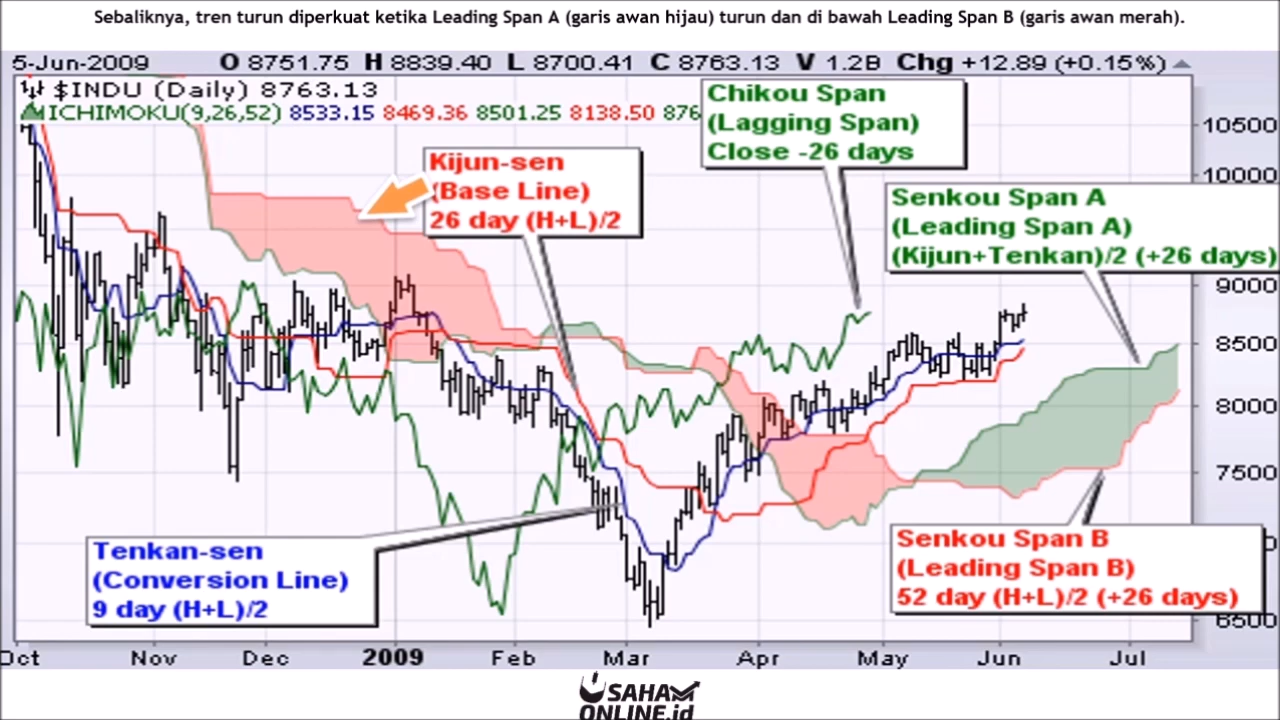 Sebaliknya, tren turun diperkuat ketika Leading Span A (garis awan hijau) turun dan di bawah Leading Span B (garis awan merah).
5-Jun-2009 O 8751.75 H 8839.40 L 8700.41 C 8763.13 V 1.2B Chg +12.89 (+0.15%)
$INDU (Daily) 8763.13
ICHIMOKU(9,26,52) 8533.15 8469.36 8501.25 8138.50 876
Chikou Span
(Lagging Span)
Close -26 days
Kijun-sen
(Base Line)
26 day (H+L)/2
Senkou Span A
(Leading Span A)
(Kijun+Tenkan)/2 (+26 days)
10500
10000
9000
8500
8000
7500
6500
Tenkan-sen
(Conversion Line)
9 day (H+L)/2
Senkou Span B
(Leading Span B)
52 day (H+L)/2 (+26 days)
Oct Nov Dec 2009 Feb Mar Apr May Jun Jul
SAHAM
ONLINE.id